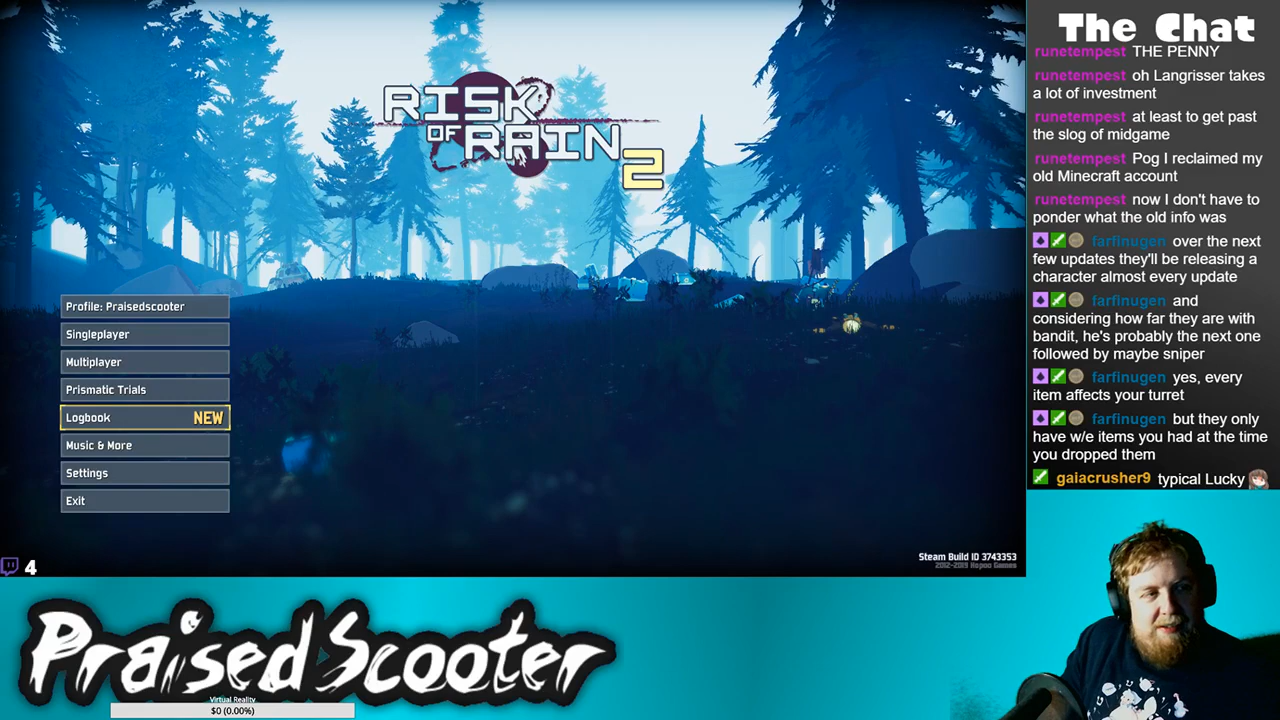 RISK
OF RAIN
2
Profile: Praisedscooter
Singleplayer
Multiplayer
Prismatic Trials
Logbook NEW
Music & More
Settings
Exit
4
Steam Build ID 3743353
2012-2019 Hopoo Games
The Chat
runetempest THE PENNY
runetempest oh Langrisser takes
a lot of investment
runetempest at least to get past
the slog of midgame
runetempest Pog I reclaimed my
old Minecraft account
runetempest now I don't have to
ponder what the old info was
farfinugen over the next
few updates they'll be releasing a
character almost every update
farfinugen and
considering how far they are with
bandit, he's probably the next one
followed by maybe sniper
farfinugen yes, every
item affects your turret
farfinugen but they only
have w/e items you had at the time
you dropped them
gaiacrusher9 typical Lucky
PraisedScooter
Virtual Reality
$0 (0.00%)